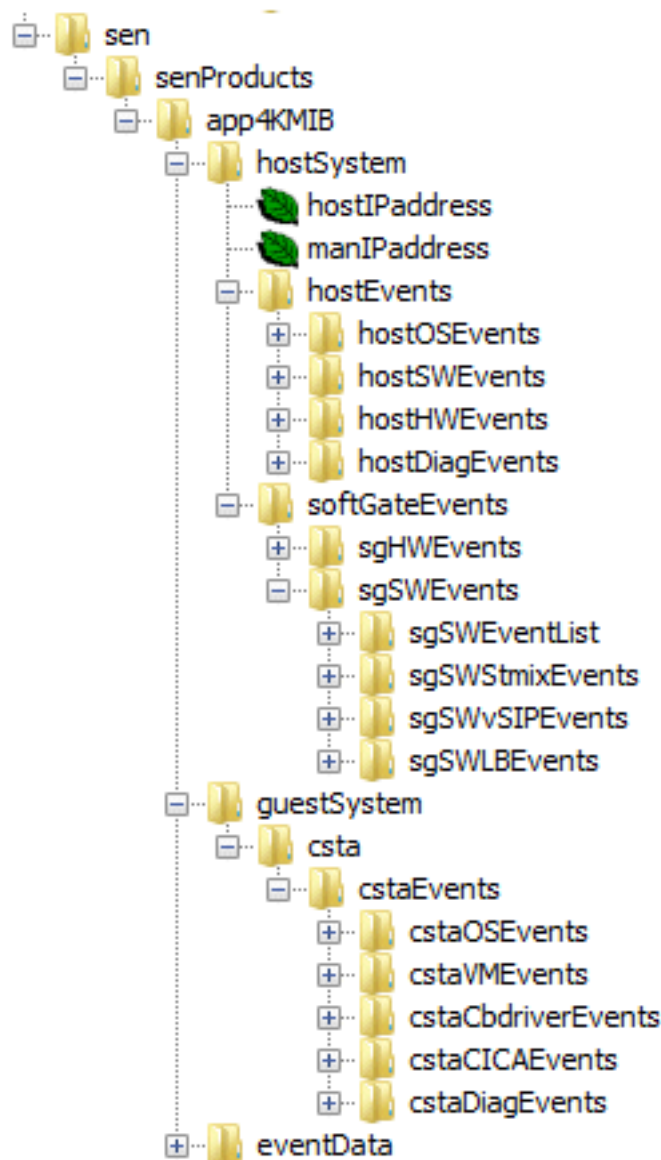 sen
senProducts
app4KMIB
hostSystem
hostIPaddress
manIPaddress
hostEvents
hostOSEvents
hostSWEvents
hostHWEvents
hostDiagEvents
softGateEvents
sgHWEvents
sgSWEvents
sgSWEventList
sgSWStmixEvents
sgSWvSIPEvents
sgSWLBEvents
guestSystem
csta
cstaEvents
cstaOSEvents
cstaVMEvents
cstaCbdriverEvents
cstaCICAEvents
cstaDiagEvents
eventData